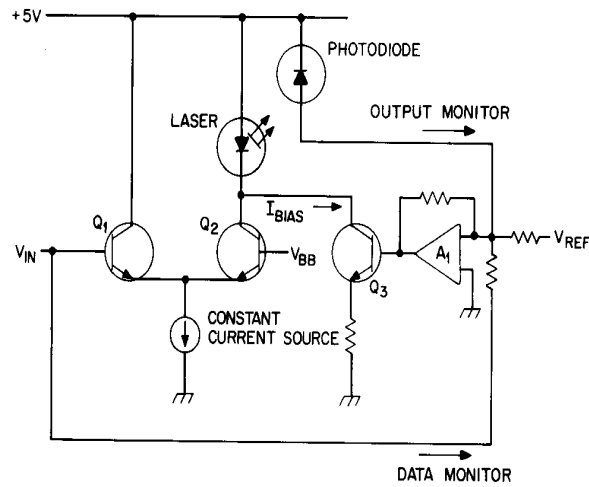 +5V
PHOTODIODE
OUTPUT MONITOR
LASER
I_BIAS
Q1
Q2
V_IN
V_BB
Q3
A1
V_REF
CONSTANT
CURRENT SOURCE
DATA MONITOR